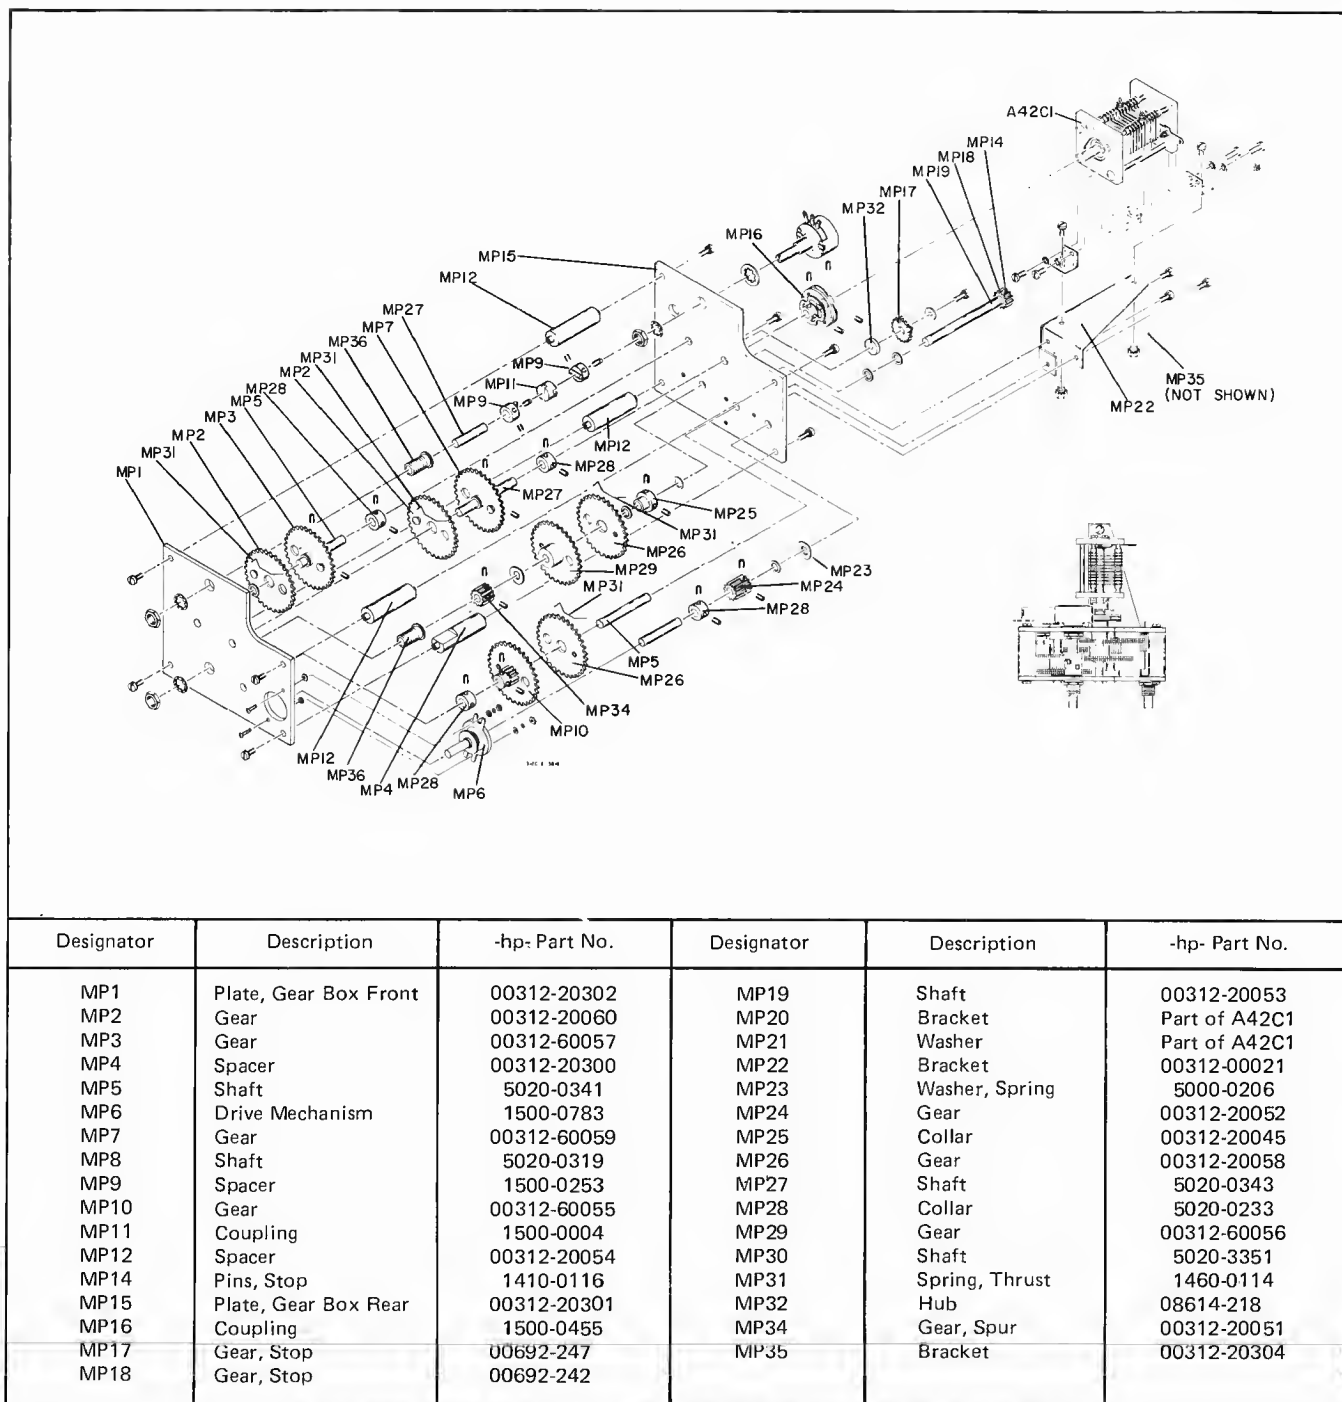 A42C1
MP14
MP18
MP19
MP17
MP32
MP16
MP15
MP12
MP27
MP7
MP36
MP31
MP2
MP28
MP5
MP3
MP2
MP31
MP1
MP9
MP11
MP9
MP12
MP28
MP27
MP25
MP31
MP26
MP29
MP31
MP23
MP24
MP28
MP5
MP26
MP34
MP10
MP12
MP36
MP4
MP28
MP6
MP22
MP35
(NOT SHOWN)
Designator Description -hp- Part No. Designator Description -hp- Part No.
MP1 Plate, Gear Box Front 00312-20302 MP19 Shaft 00312-20053
MP2 Gear 00312-20060 MP20 Bracket Part of A42C1
MP3 Gear 00312-60057 MP21 Washer Part of A42C1
MP4 Spacer 00312-20300 MP22 Bracket 00312-00021
MP5 Shaft 5020-0341 MP23 Washer, Spring 5000-0206
MP6 Drive Mechanism 1500-0783 MP24 Gear 00312-20052
MP7 Gear 00312-60059 MP25 Collar 00312-20045
MP8 Shaft 5020-0319 MP26 Gear 00312-20058
MP9 Spacer 1500-0253 MP27 Shaft 5020-0343
MP10 Gear 00312-60055 MP28 Collar 5020-0233
MP11 Coupling 1500-0004 MP29 Gear 00312-60056
MP12 Spacer 00312-20054 MP30 Shaft 5020-3351
MP14 Pins, Stop 1410-0116 MP31 Spring, Thrust 1460-0114
MP15 Plate, Gear Box Rear 00312-20301 MP32 Hub 08614-218
MP16 Coupling 1500-0455 MP34 Gear, Spur 00312-20051
MP17 Gear, Stop 00692-247 MP35 Bracket 00312-20304
MP18 Gear, Stop 00692-242